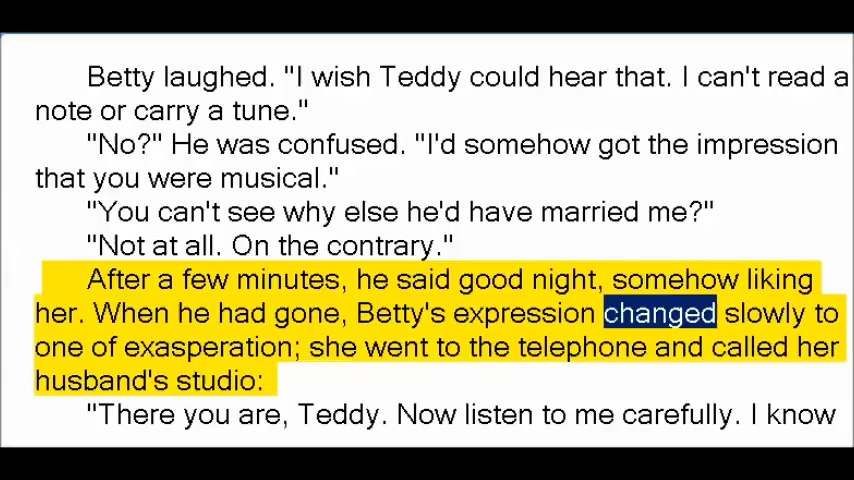 Betty laughed. "I wish Teddy could hear that. I can't read a
note or carry a tune."
"No?" He was confused. "I'd somehow got the impression
that you were musical."
"You can't see why else he'd have married me?"
"Not at all. On the contrary."
After a few minutes, he said good night, somehow liking
her. When he had gone, Betty's expression changed slowly to
one of exasperation; she went to the telephone and called her
husband's studio:
"There you are, Teddy. Now listen to me carefully. I know